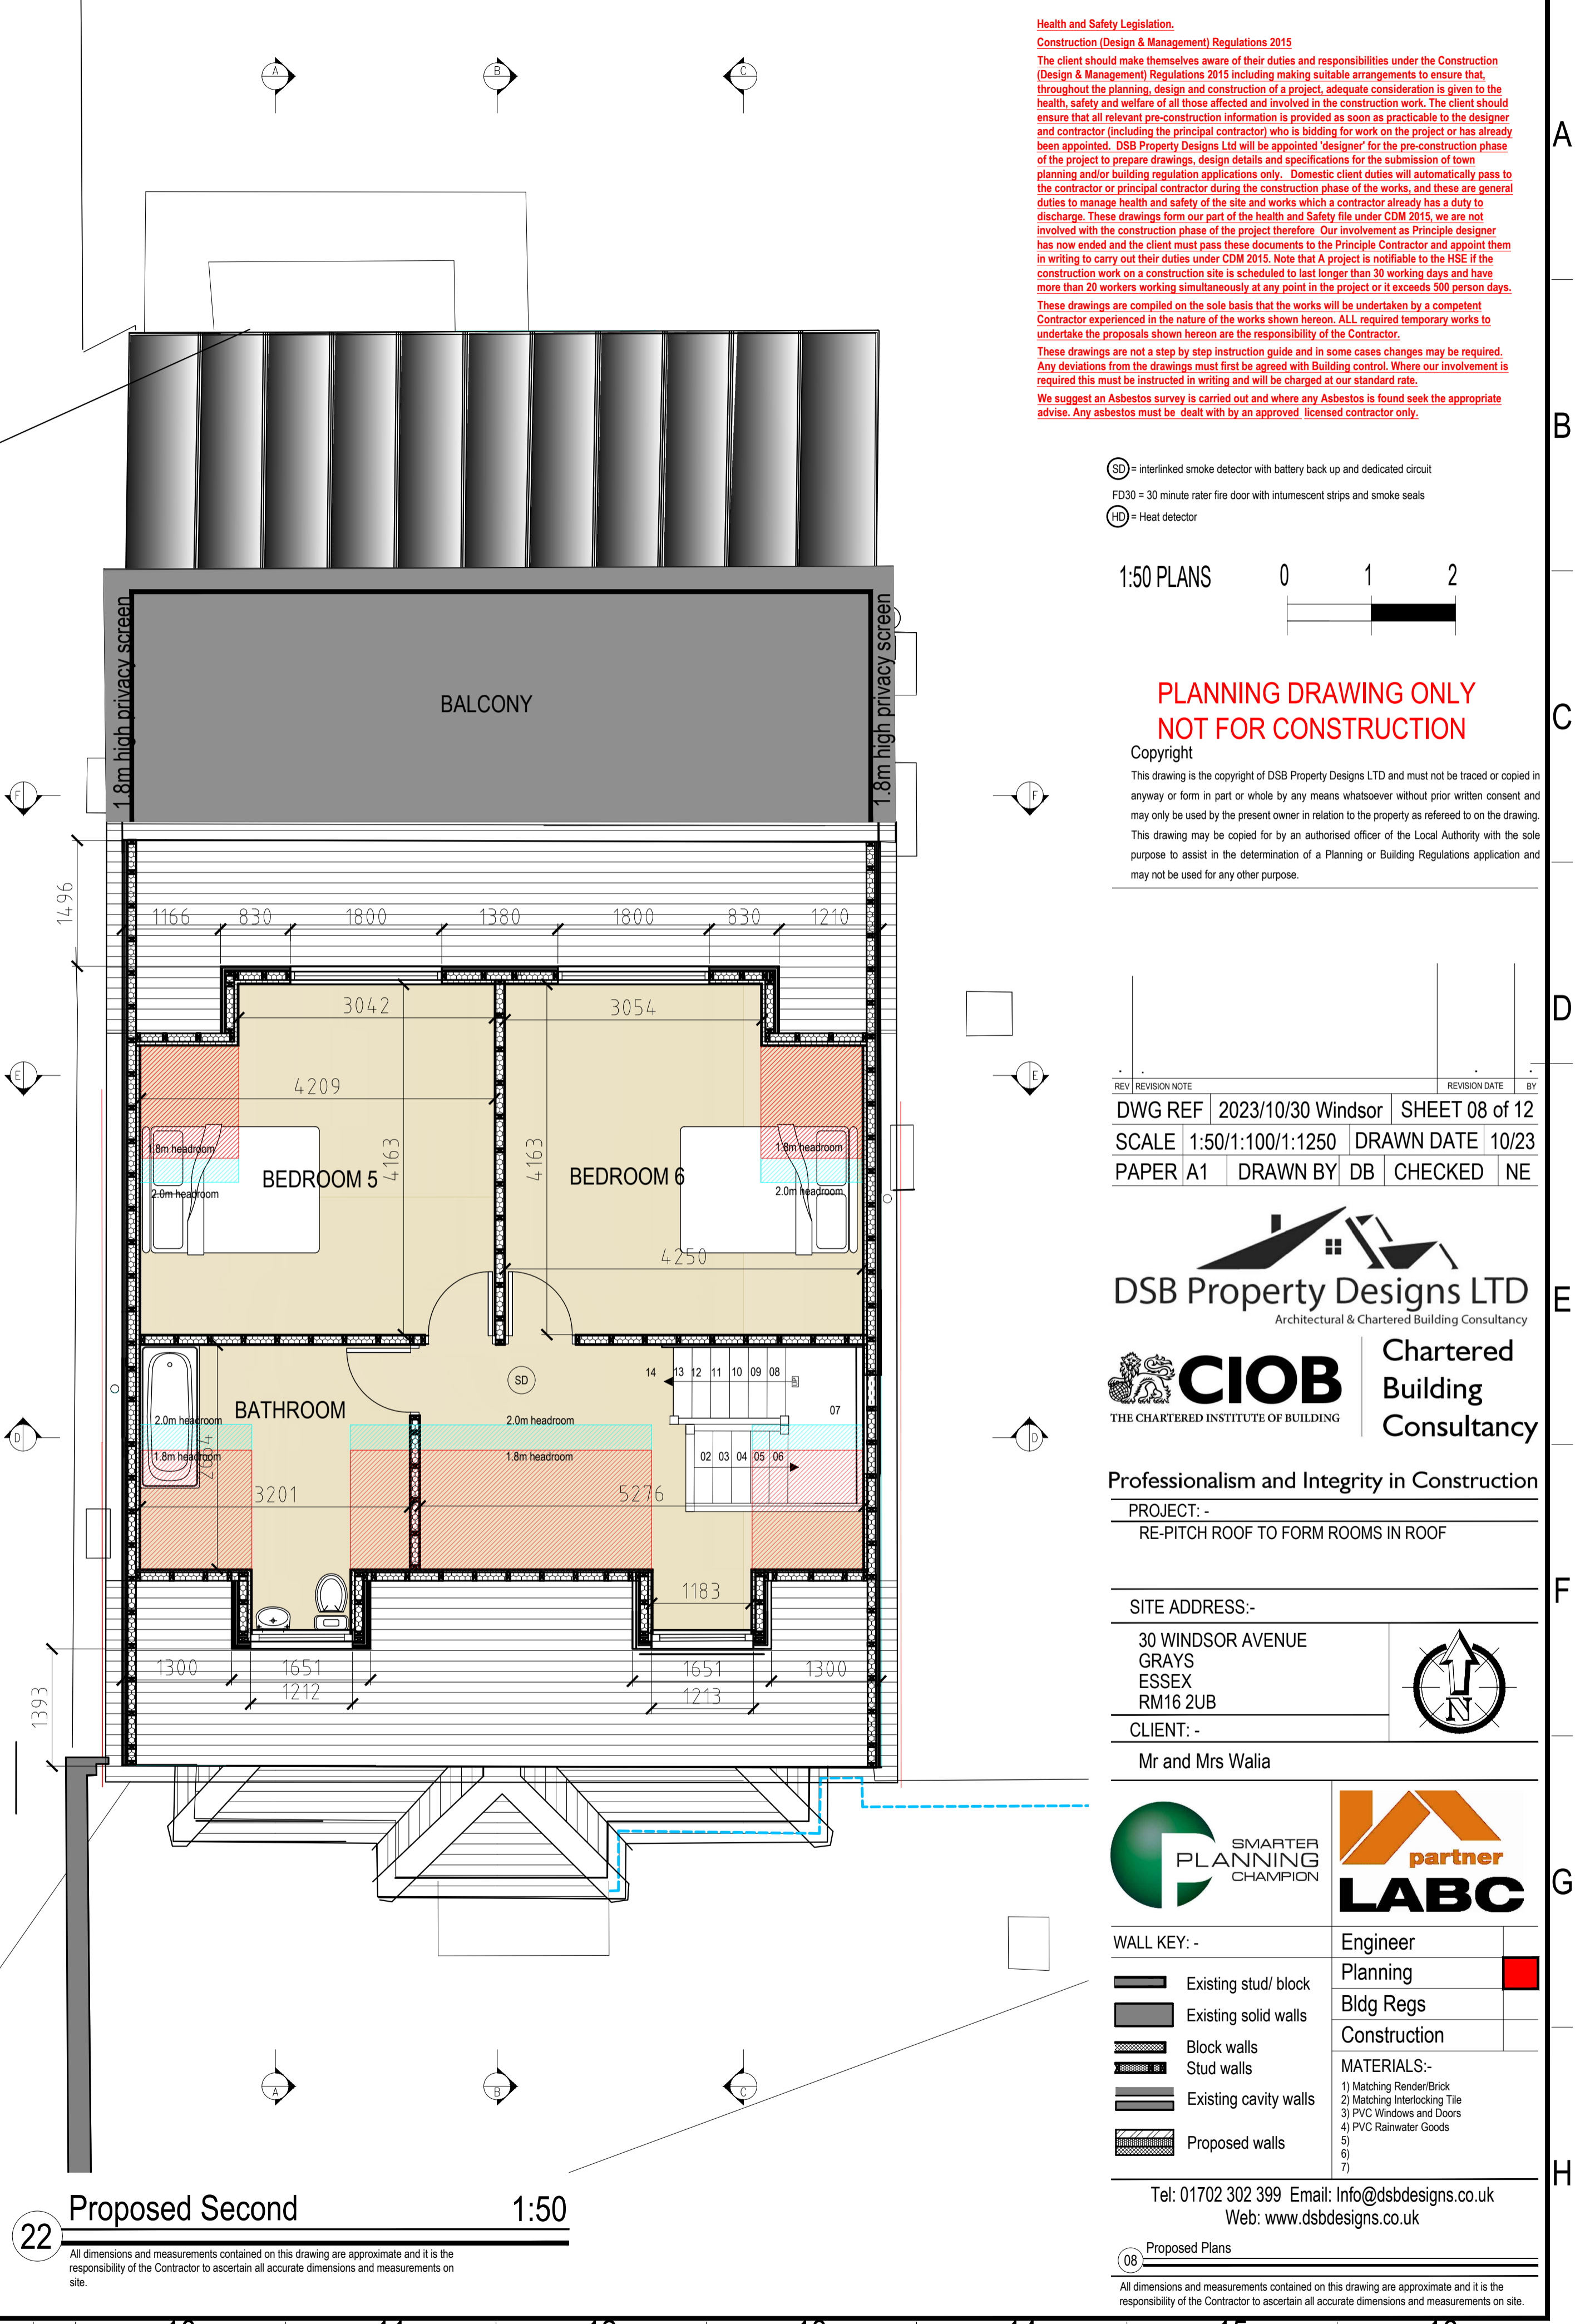 A
B
C
Health and Safety Legislation.
Construction (Design & Management) Regulations 2015
The client should make themselves aware of their duties and responsibilities under the Construction
(Design & Management) Regulations 2015 including making suitable arrangements to ensure that,
throughout the planning, design and construction of a project, adequate consideration is given to the
health, safety and welfare of all those affected and involved in the construction work. The client should
ensure that all relevant pre-construction information is provided as soon as practicable to the designer
and contractor (including the principal contractor) who is bidding for work on the project or has already
been appointed. DSB Property Designs Ltd will be appointed 'designer' for the pre-construction phase
of the project to prepare drawings, design details and specifications for the submission of town
planning and/or building regulation applications only. Domestic client duties will automatically pass to
the contractor or principal contractor during the construction phase of the works, and these are general
duties to manage health and safety of the site and works which a contractor already has a duty to
discharge. These drawings form our part of the health and Safety file under CDM 2015, we are not
involved with the construction phase of the project therefore Our involvement as Principle designer
has now ended and the client must pass these documents to the Principle Contractor and appoint them
in writing to carry out their duties under CDM 2015. Note that A project is notifiable to the HSE if the
construction work on a construction site is scheduled to last longer than 30 working days and have
more than 20 workers working simultaneously at any point in the project or it exceeds 500 person days.
These drawings are compiled on the sole basis that the works will be undertaken by a competent
Contractor experienced in the nature of the works shown hereon. ALL required temporary works to
undertake the proposals shown hereon are the responsibility of the Contractor.
These drawings are not a step by step instruction guide and in some cases changes may be required.
Any deviations from the drawings must first be agreed with Building control. Where our involvement is
required this must be instructed in writing and will be charged at our standard rate.
We suggest an Asbestos survey is carried out and where any Asbestos is found seek the appropriate
advise. Any asbestos must be dealt with by an approved licensed contractor only.
SD = interlinked smoke detector with battery back up and dedicated circuit
FD30 = 30 minute rater fire door with intumescent strips and smoke seals
HD = Heat detector
1:50 PLANS 0 1 2
PLANNING DRAWING ONLY
NOT FOR CONSTRUCTION
Copyright
This drawing is the copyright of DSB Property Designs LTD and must not be traced or copied in
anyway or form in part or whole by any means whatsoever without prior written consent and
may only be used by the present owner in relation to the property as refereed to on the drawing.
This drawing may be copied for by an authorised officer of the Local Authority with the sole
purpose to assist in the determination of a Planning or Building Regulations application and
may not be used for any other purpose.
A
B
C
D
E
F
G
H
1.8m high privacy screen
BALCONY
1.8m high privacy screen
F
F
1496
1166 830 1800 1380 1800 830 1210
3042
3054
E
E
4209
4163
4163
1.8m headroom
1.8m headroom
BEDROOM 5
BEDROOM 6
2.0m headroom
2.0m headroom
4250
14 13 12 11 10 09 08
SD
07
BATHROOM
2.0m headroom
2.0m headroom
D
D
1.8m headroom
1.8m headroom
02 03 04 05 06
3201
5276
1183
1300 1651
1651 1300
1212
1213
1393
A
B
C
REV REVISION NOTE REVISION DATE BY
DWG REF 2023/10/30 Windsor SHEET 08 of 12
SCALE 1:50/1:100/1:1250 DRAWN DATE 10/23
PAPER A1 DRAWN BY DB CHECKED NE
DSB Property Designs LTD
Architectural & Chartered Building Consultancy
CIOB
THE CHARTERED INSTITUTE OF BUILDING
Chartered
Building
Consultancy
Professionalism and Integrity in Construction
PROJECT: -
RE-PITCH ROOF TO FORM ROOMS IN ROOF
SITE ADDRESS:-
30 WINDSOR AVENUE
GRAYS
ESSEX
RM16 2UB
N
CLIENT: -
Mr and Mrs Walia
SMARTER
PLANNING
CHAMPION
partner
LABC
WALL KEY: -
Existing stud/ block
Existing solid walls
Block walls
Stud walls
Existing cavity walls
Proposed walls
Engineer
Planning
Bldg Regs
Construction
MATERIALS:-
1) Matching Render/Brick
2) Matching Interlocking Tile
3) PVC Windows and Doors
4) PVC Rainwater Goods
5)
6)
7)
Tel: 01702 302 399 Email: Info@dsbdesigns.co.uk
Web: www.dsbdesigns.co.uk
08 Proposed Plans
All dimensions and measurements contained on this drawing are approximate and it is the
responsibility of the Contractor to ascertain all accurate dimensions and measurements on site.
22 Proposed Second 1:50
All dimensions and measurements contained on this drawing are approximate and it is the
responsibility of the Contractor to ascertain all accurate dimensions and measurements on
site.